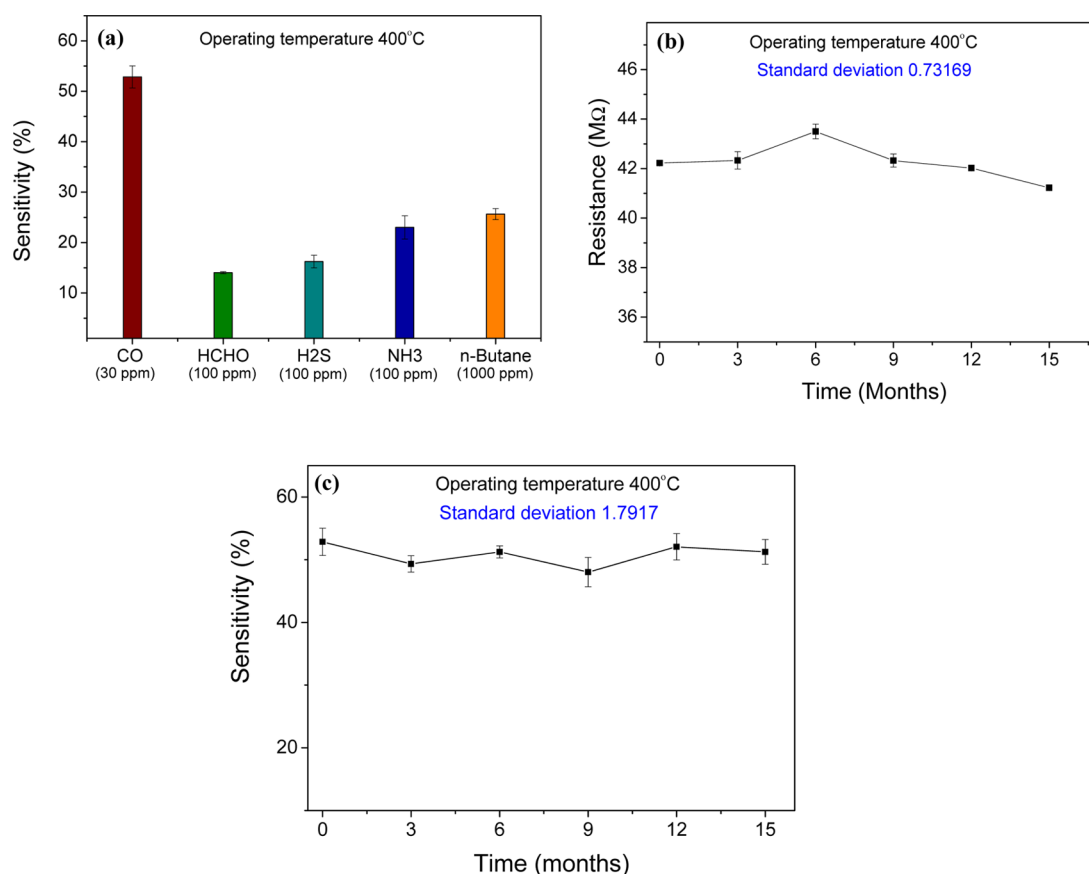 (a)
Operating temperature 400°C
Sensitivity (%)
60
50
40
30
20
10
CO
(30 ppm)
HCHO
(100 ppm)
H2S
(100 ppm)
NH3
(100 ppm)
n-Butane
(1000 ppm)
(b)
Operating temperature 400°C
Standard deviation 0.73169
Resistance (MΩ)
46
44
42
40
38
36
0 3 6 9 12 15
Time (Months)
(c)
Operating temperature 400°C
Standard deviation 1.7917
Sensitivity (%)
60
40
20
0 3 6 9 12 15
Time (months)